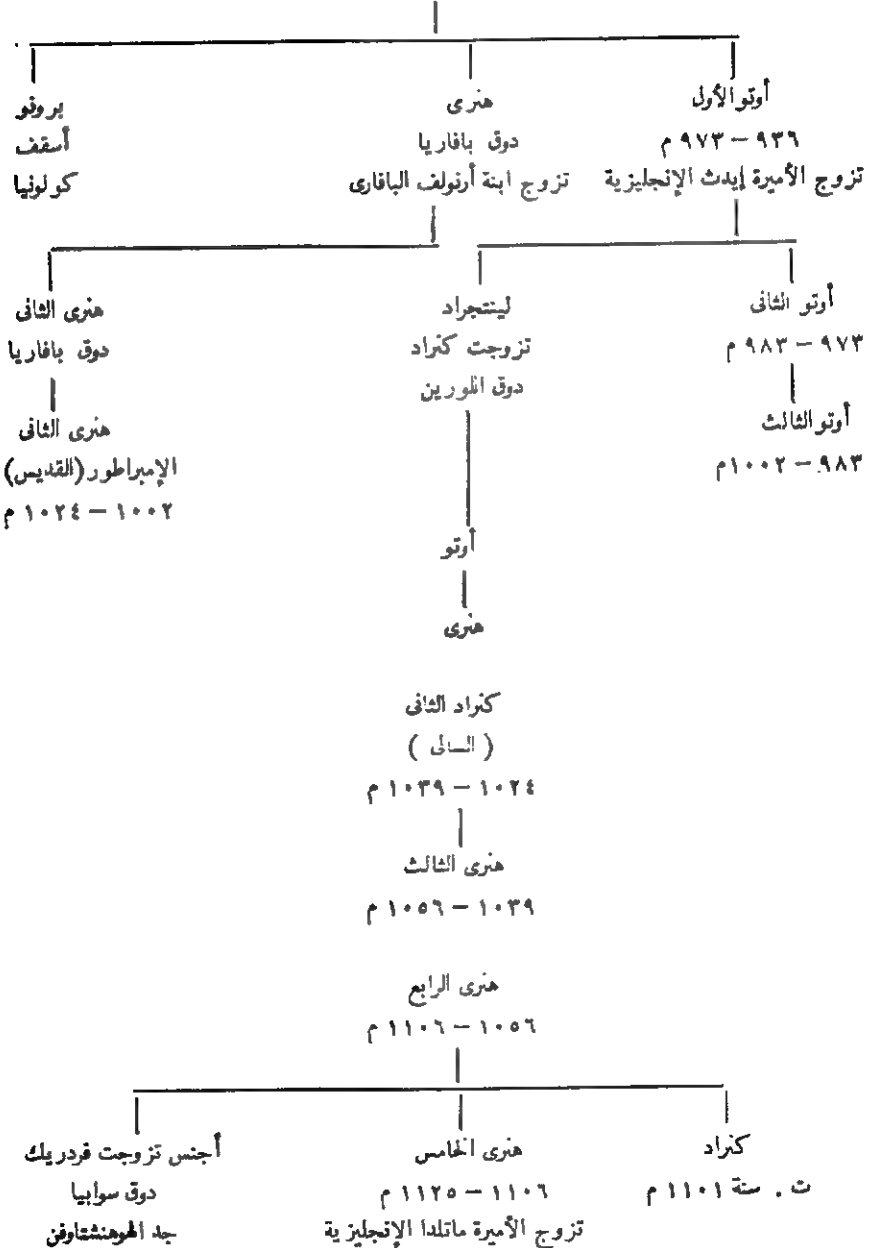 أوتو الأول
٩٣٦ – ٩٧٣ م
تزوج الأميرة إيدث الإنجليزية
هنرى
دوق بافاريا
تزوج ابنة أرنولف البافارى
برونو
أسقف
كولونيا
أوتو الثانى
٩٧٣ – ٩٨٣ م
لينتجراد
تزوجت كنراد
دوق اللورين
هنرى الثانى
دوق بافاريا
أوتو الثالث
٩٨٣ – ١٠٠٢ م
هنرى الثانى
الإمبراطور (القديس)
١٠٠٢ – ١٠٢٤ م
أوتو
هنرى
كنراد الثانى
( السالى )
١٠٢٤ – ١٠٣٩ م
هنرى الثالث
١٠٣٩ – ١٠٥٦ م
هنرى الرابع
١٠٥٦ – ١١٠٦ م
كنراد
ت . سنة ١١٠١ م
هنرى الخامس
١١٠٦ – ١١٢٥ م
تزوج الأميرة ماتلدا الإنجليزية
أجنس تزوجت فردريك
دوق سوابيا
جد الهوهنشتاوفن